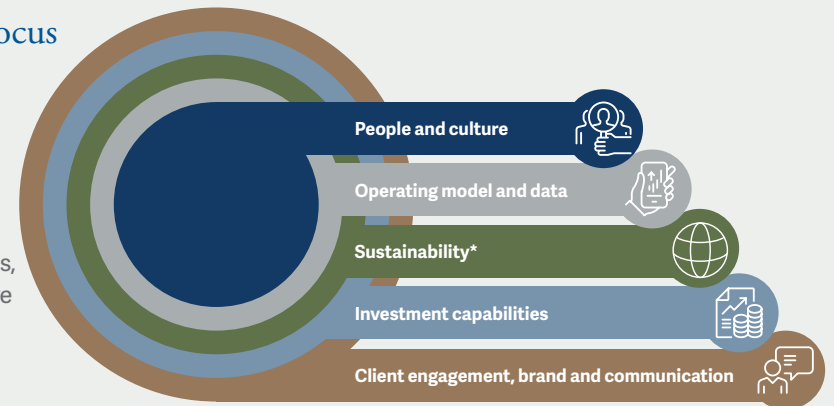 ocus
People and culture
Operating model and data
Sustainability*
s,
e
Investment capabilities
Client engagement, brand and communication